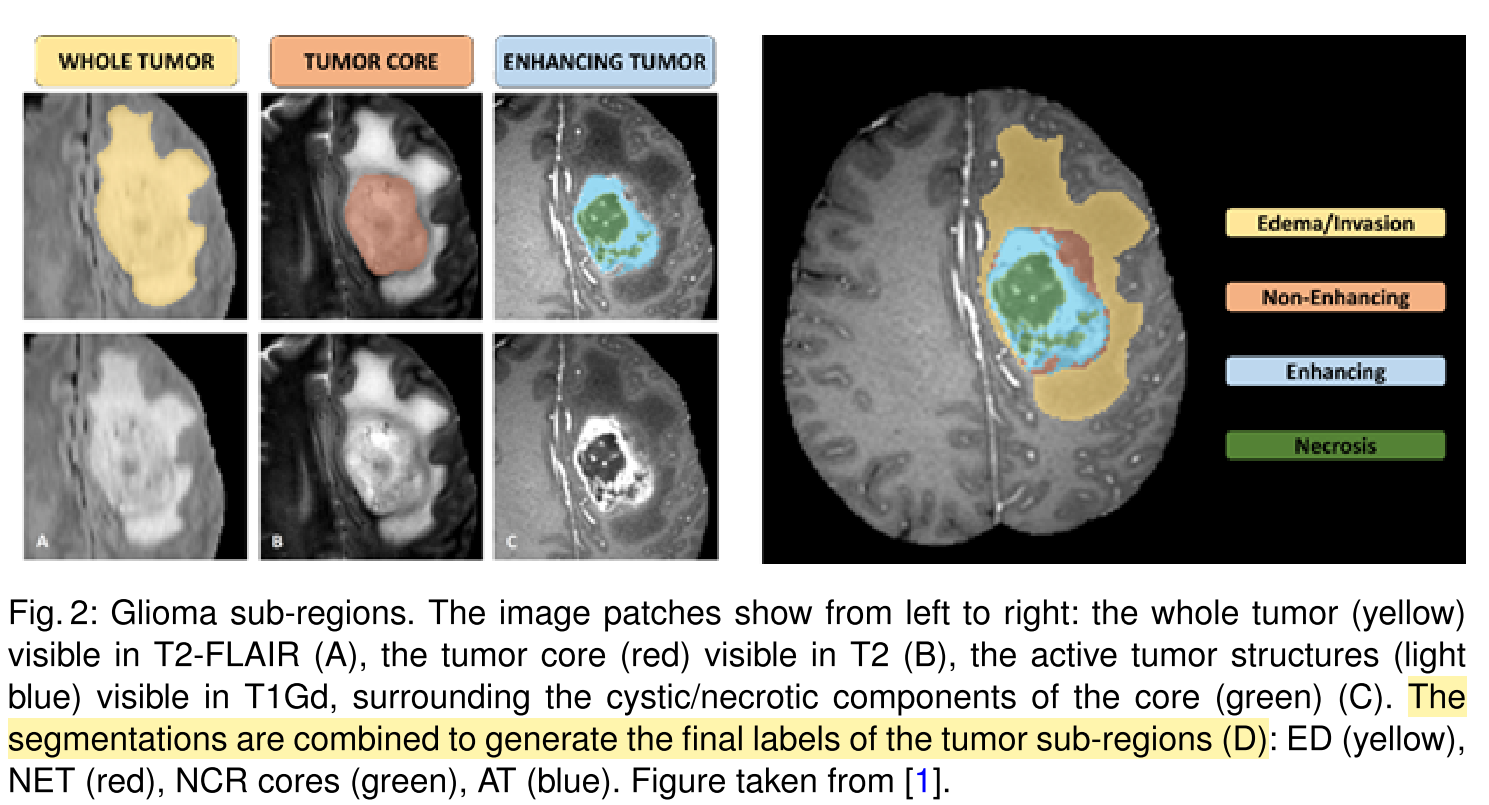 WHOLE TUMOR
TUMOR CORE
ENHANCING TUMOR
A
B
C
Edema/Invasion
Non-Enhancing
Enhancing
Necrosis
Fig. 2: Glioma sub-regions. The image patches show from left to right: the whole tumor (yellow)
visible in T2-FLAIR (A), the tumor core (red) visible in T2 (B), the active tumor structures (light
blue) visible in T1Gd, surrounding the cystic/necrotic components of the core (green) (C). The
segmentations are combined to generate the final labels of the tumor sub-regions (D): ED (yellow),
NET (red), NCR cores (green), AT (blue). Figure taken from [1].